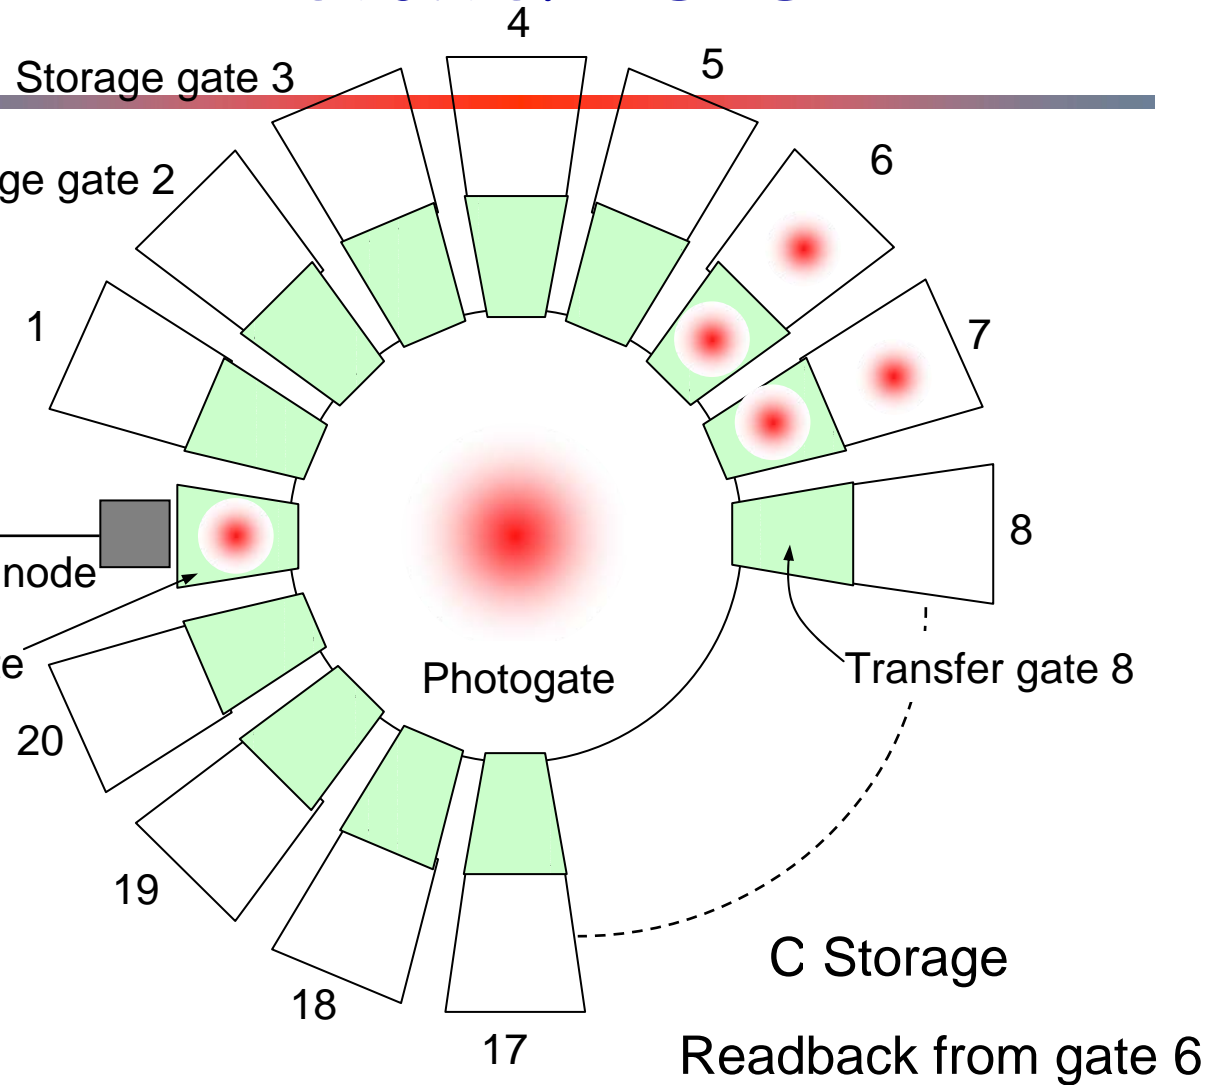 4
5
Storage gate 3
6
ge gate 2
1
7
8
node
e
Photogate
Transfer gate 8
20
19
C Storage
18
17
Readback from gate 6